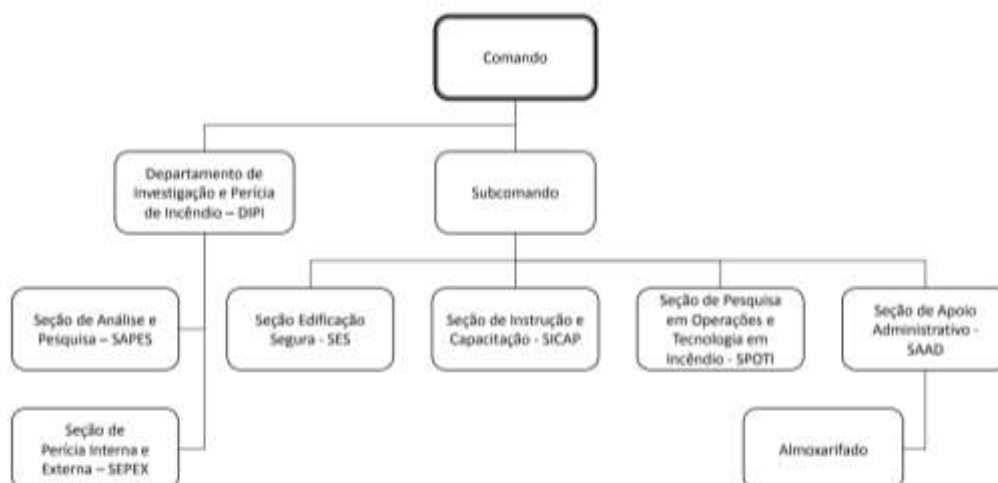 Comando
Departamento de
Investigação e Perícia
de Incêndio – DIPI
Subcomando
Seção de Análise e
Pesquisa – SAPES
Seção Edificação
Segura - SES
Seção de Instrução e
Capacitação - SICAP
Seção de Pesquisa
em Operações e
Tecnologia em
Incêndio - SPOTI
Seção de Apoio
Administrativo -
SAAD
Seção de
Perícia Interna e
Externa – SEPEX
Almoxarifado